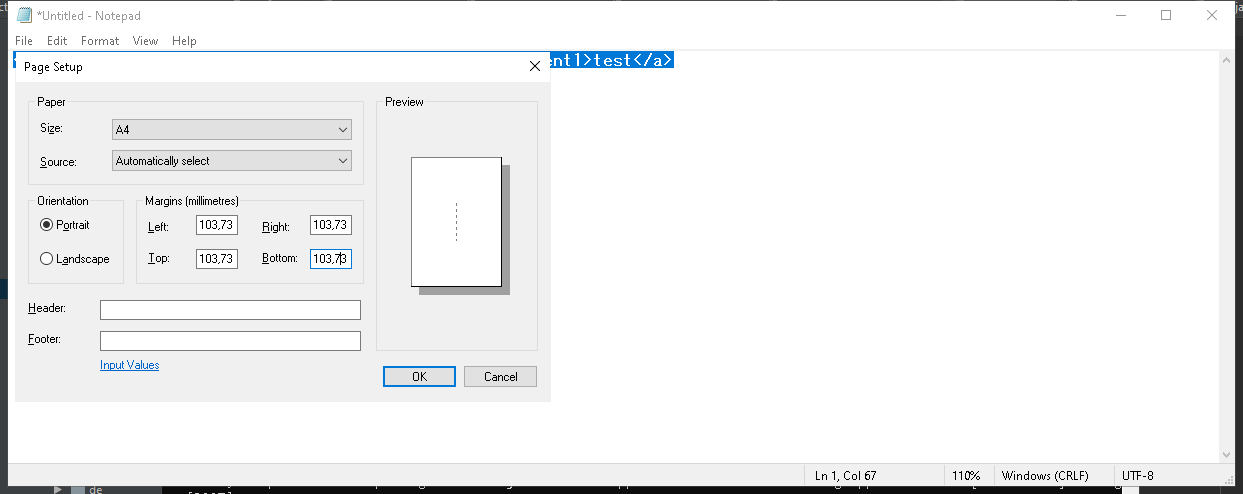 *Untitled - Notepad
File Edit Format View Help
ent1>test</a>
Page Setup
Paper
Size: A4
Source: Automatically select
Preview
Orientation
Portrait
Landscape
Margins (millimetres)
Left: 103,73 Right: 103,73
Top: 103,73 Bottom: 103,73
Header:
Footer:
Input Values
OK Cancel
Ln 1, Col 67 110% Windows (CRLF) UTF-8
de